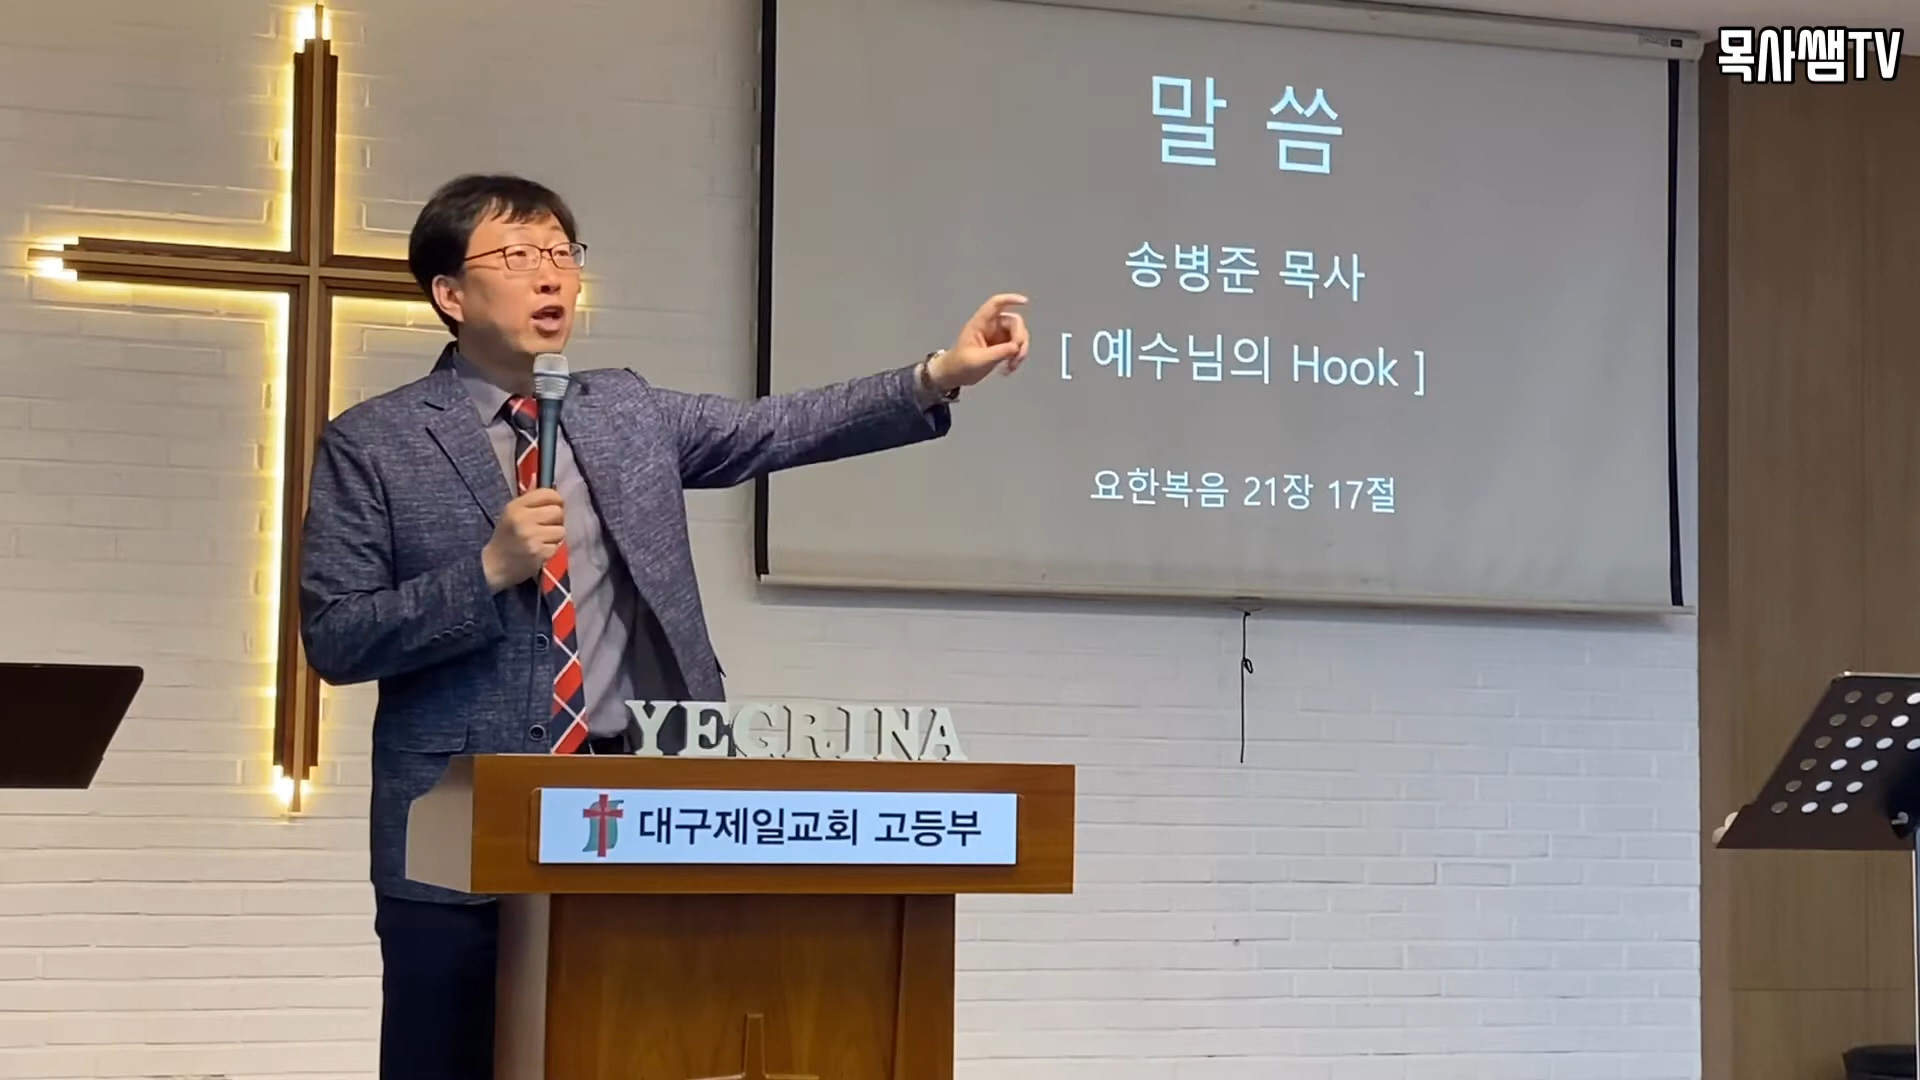 목사쌤TV
말 씀
송병준 목사
[ 예수님의 Hook ]
요한복음 21장 17절
YEGRINA
대구제일교회 고등부